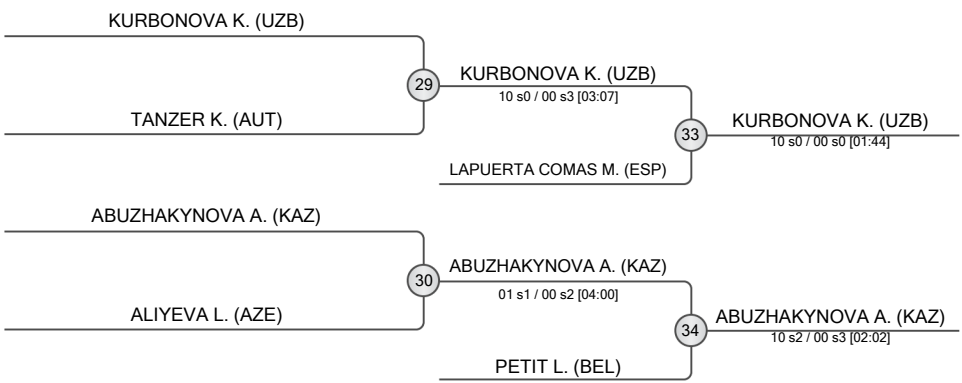 KURBONOVA K. (UZB)
29
KURBONOVA K. (UZB)
10 s0 / 00 s3 [03:07]
TANZER K. (AUT)
33
KURBONOVA K. (UZB)
10 s0 / 00 s0 [01:44]
LAPUERTA COMAS M. (ESP)
ABUZHAKYNOVA A. (KAZ)
30
ABUZHAKYNOVA A. (KAZ)
01 s1 / 00 s2 [04:00]
ALIYEVA L. (AZE)
34
ABUZHAKYNOVA A. (KAZ)
10 s2 / 00 s3 [02:02]
PETIT L. (BEL)